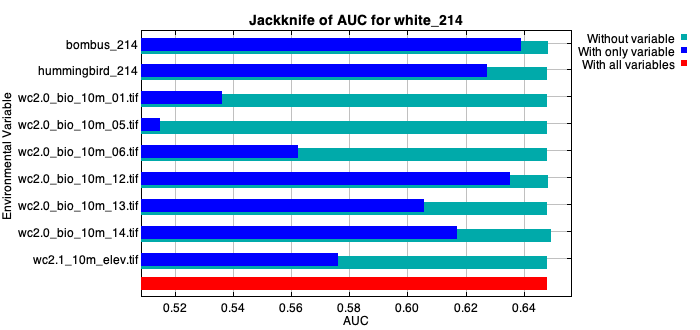 Jackknife of AUC for white_214
Without variable
With only variable
With all variables
Environmental Variable
bombus_214
hummingbird_214
wc2.0_bio_10m_01.tif
wc2.0_bio_10m_05.tif
wc2.0_bio_10m_06.tif
wc2.0_bio_10m_12.tif
wc2.0_bio_10m_13.tif
wc2.0_bio_10m_14.tif
wc2.1_10m_elev.tif
0.52 0.54 0.56 0.58 0.60 0.62 0.64
AUC